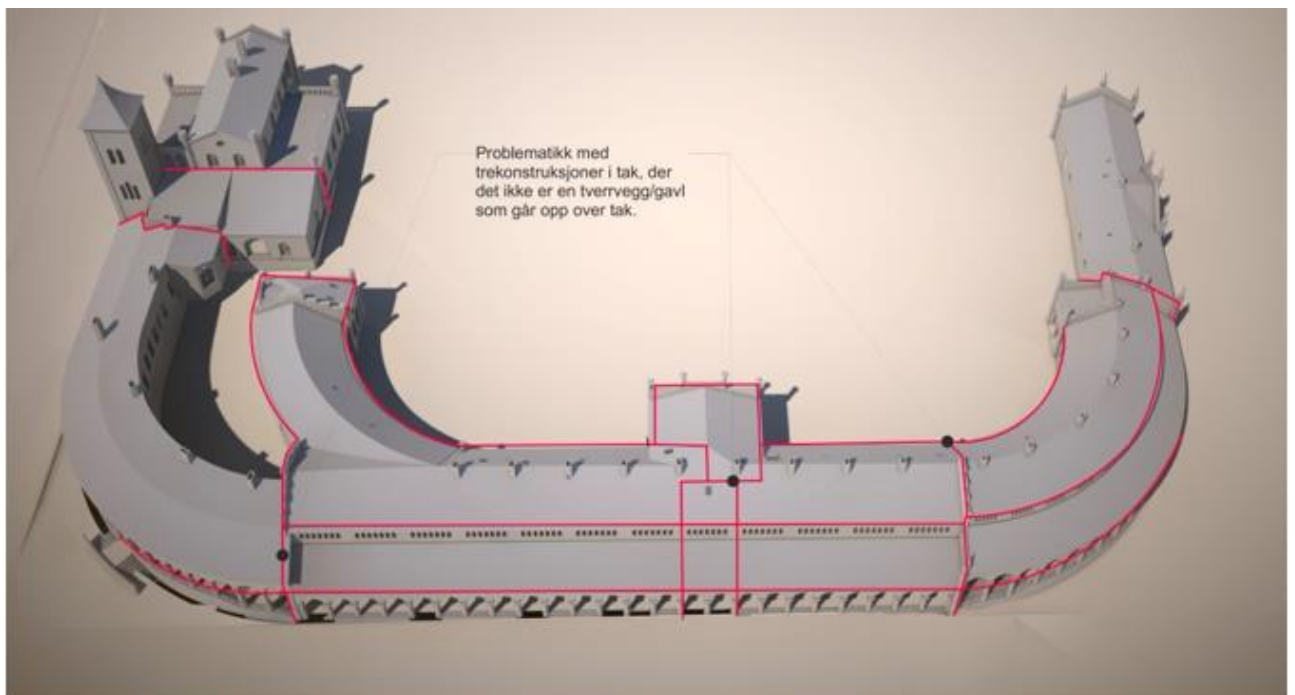 Problematikk med
trekonstruksjoner i tak, der
det ikke er en tverrvegg/gavl
som går opp over tak.